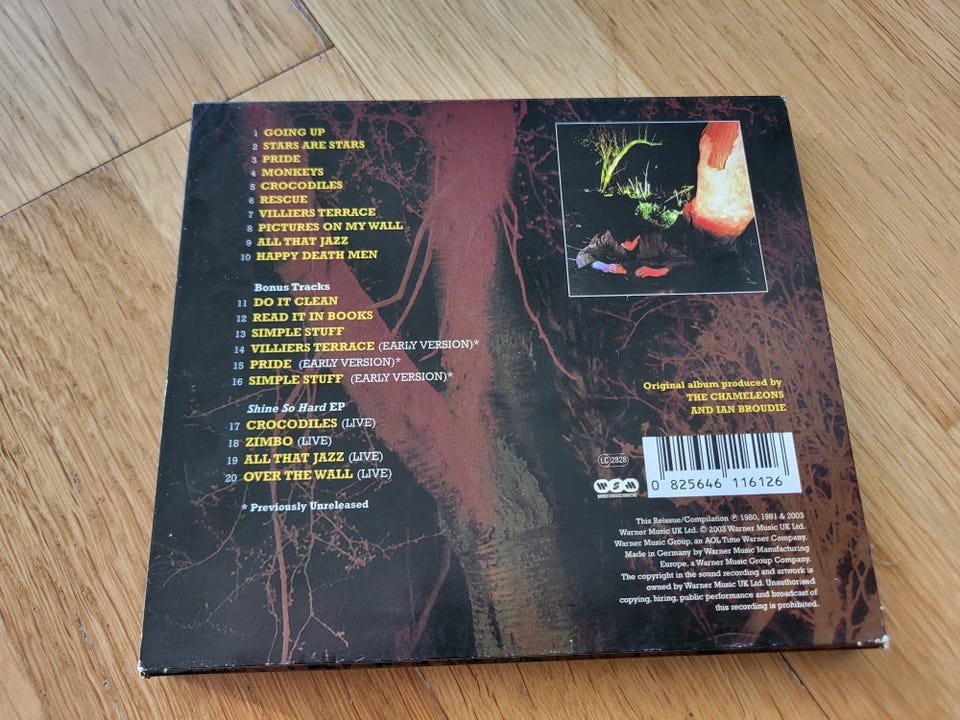 1 GOING UP
2 STARS ARE STARS
3 PRIDE
4 MONKEYS
5 CROCODILES
6 RESCUE
7 VILLIERS TERRACE
8 PICTURES ON MY WALL
9 ALL THAT JAZZ
10 HAPPY DEATH MEN
Bonus Tracks
11 DO IT CLEAN
12 READ IT IN BOOKS
13 SIMPLE STUFF
14 VILLIERS TERRACE (EARLY VERSION)*
15 PRIDE (EARLY VERSION)*
16 SIMPLE STUFF (EARLY VERSION)*
Shine So Hard EP
17 CROCODILES (LIVE)
18 ZIMBO (LIVE)
19 ALL THAT JAZZ (LIVE)
20 OVER THE WALL (LIVE)
* Previously Unreleased
Original album produced by
THE CHAMELEONS
AND IAN BROUDIE
LC 2828
0 825646 116126
This Reissue/Compilation ℗ 1980, 1981 & 2003
Warner Music UK Ltd. © 2003 Warner Music UK Ltd.
Warner Music Group, an AOL Time Warner Company.
Made in Germany by Warner Music Manufacturing
Europe, a Warner Music Group Company.
The copyright in the sound recording and artwork is
owned by Warner Music UK Ltd. Unauthorised
copying, hiring, public performance and broadcast of
this recording is prohibited.